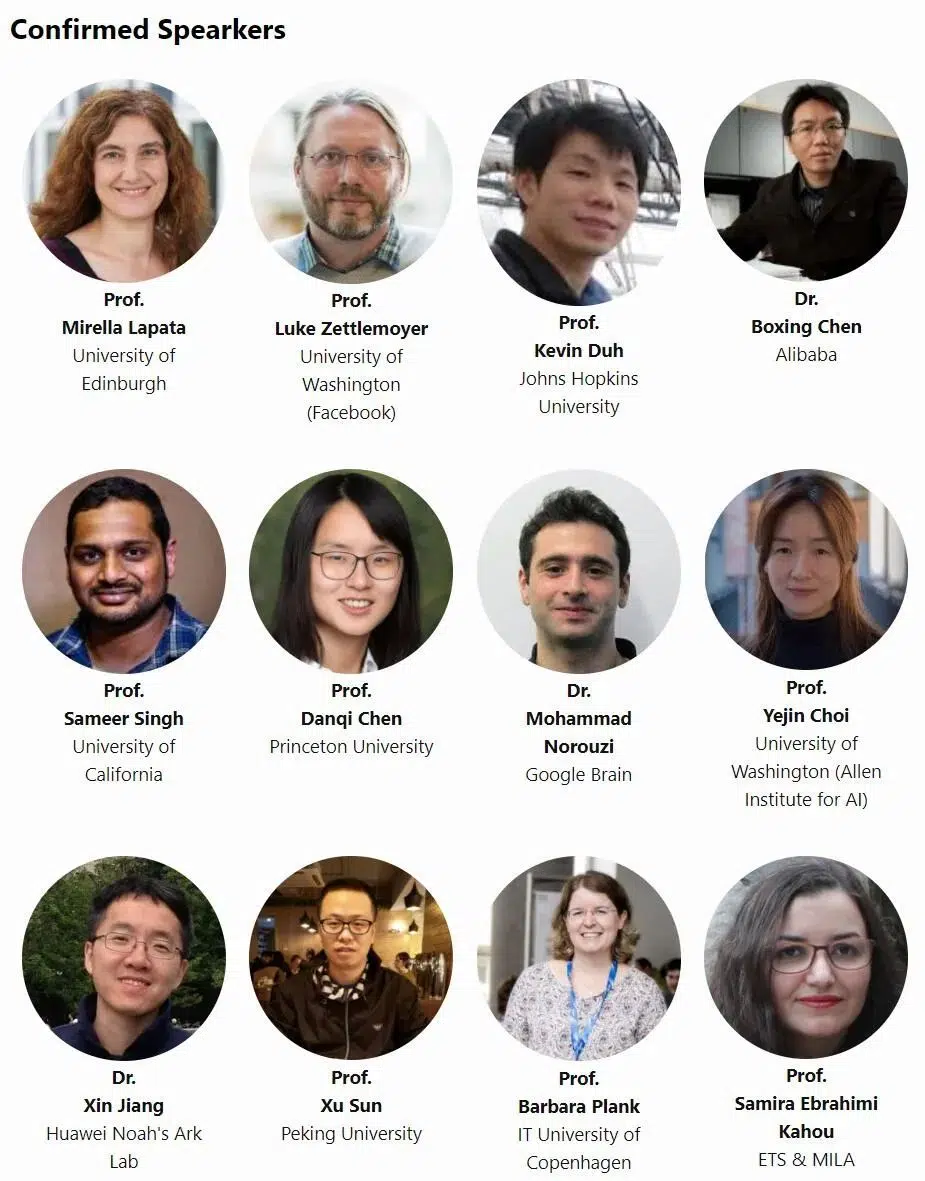 Confirmed Spearkers
Prof.
Mirella Lapata
University of
Edinburgh
Prof.
Luke Zettlemoyer
University of
Washington
(Facebook)
Prof.
Kevin Duh
Johns Hopkins
University
Dr.
Boxing Chen
Alibaba
Prof.
Sameer Singh
University of
California
Prof.
Danqi Chen
Princeton University
Dr.
Mohammad
Norouzi
Google Brain
Prof.
Yejin Choi
University of
Washington (Allen
Institute for AI)
Dr.
Xin Jiang
Huawei Noah's Ark
Lab
Prof.
Xu Sun
Peking University
Prof.
Barbara Plank
IT University of
Copenhagen
Prof.
Samira Ebrahimi
Kahou
ETS & MILA